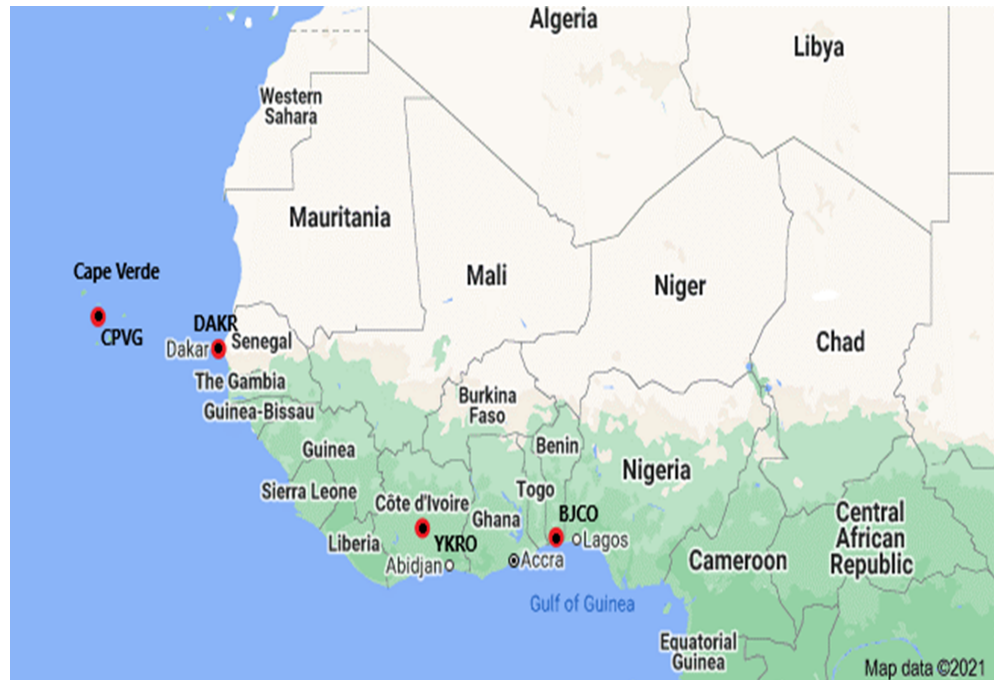 Algeria
Libya
Western
Sahara
Mauritania
Mali
Niger
Chad
Cape Verde
CPVG
DAKR
Dakar
Senegal
The Gambia
Guinea-Bissau
Burkina
Faso
Guinea
Benin
Nigeria
Sierra Leone
Côte d'Ivoire
Togo
Ghana
BJCO
Lagos
Liberia
YKRO
Abidjan
Accra
Cameroon
Central
African
Republic
Gulf of Guinea
Equatorial
Guinea
Map data ©2021